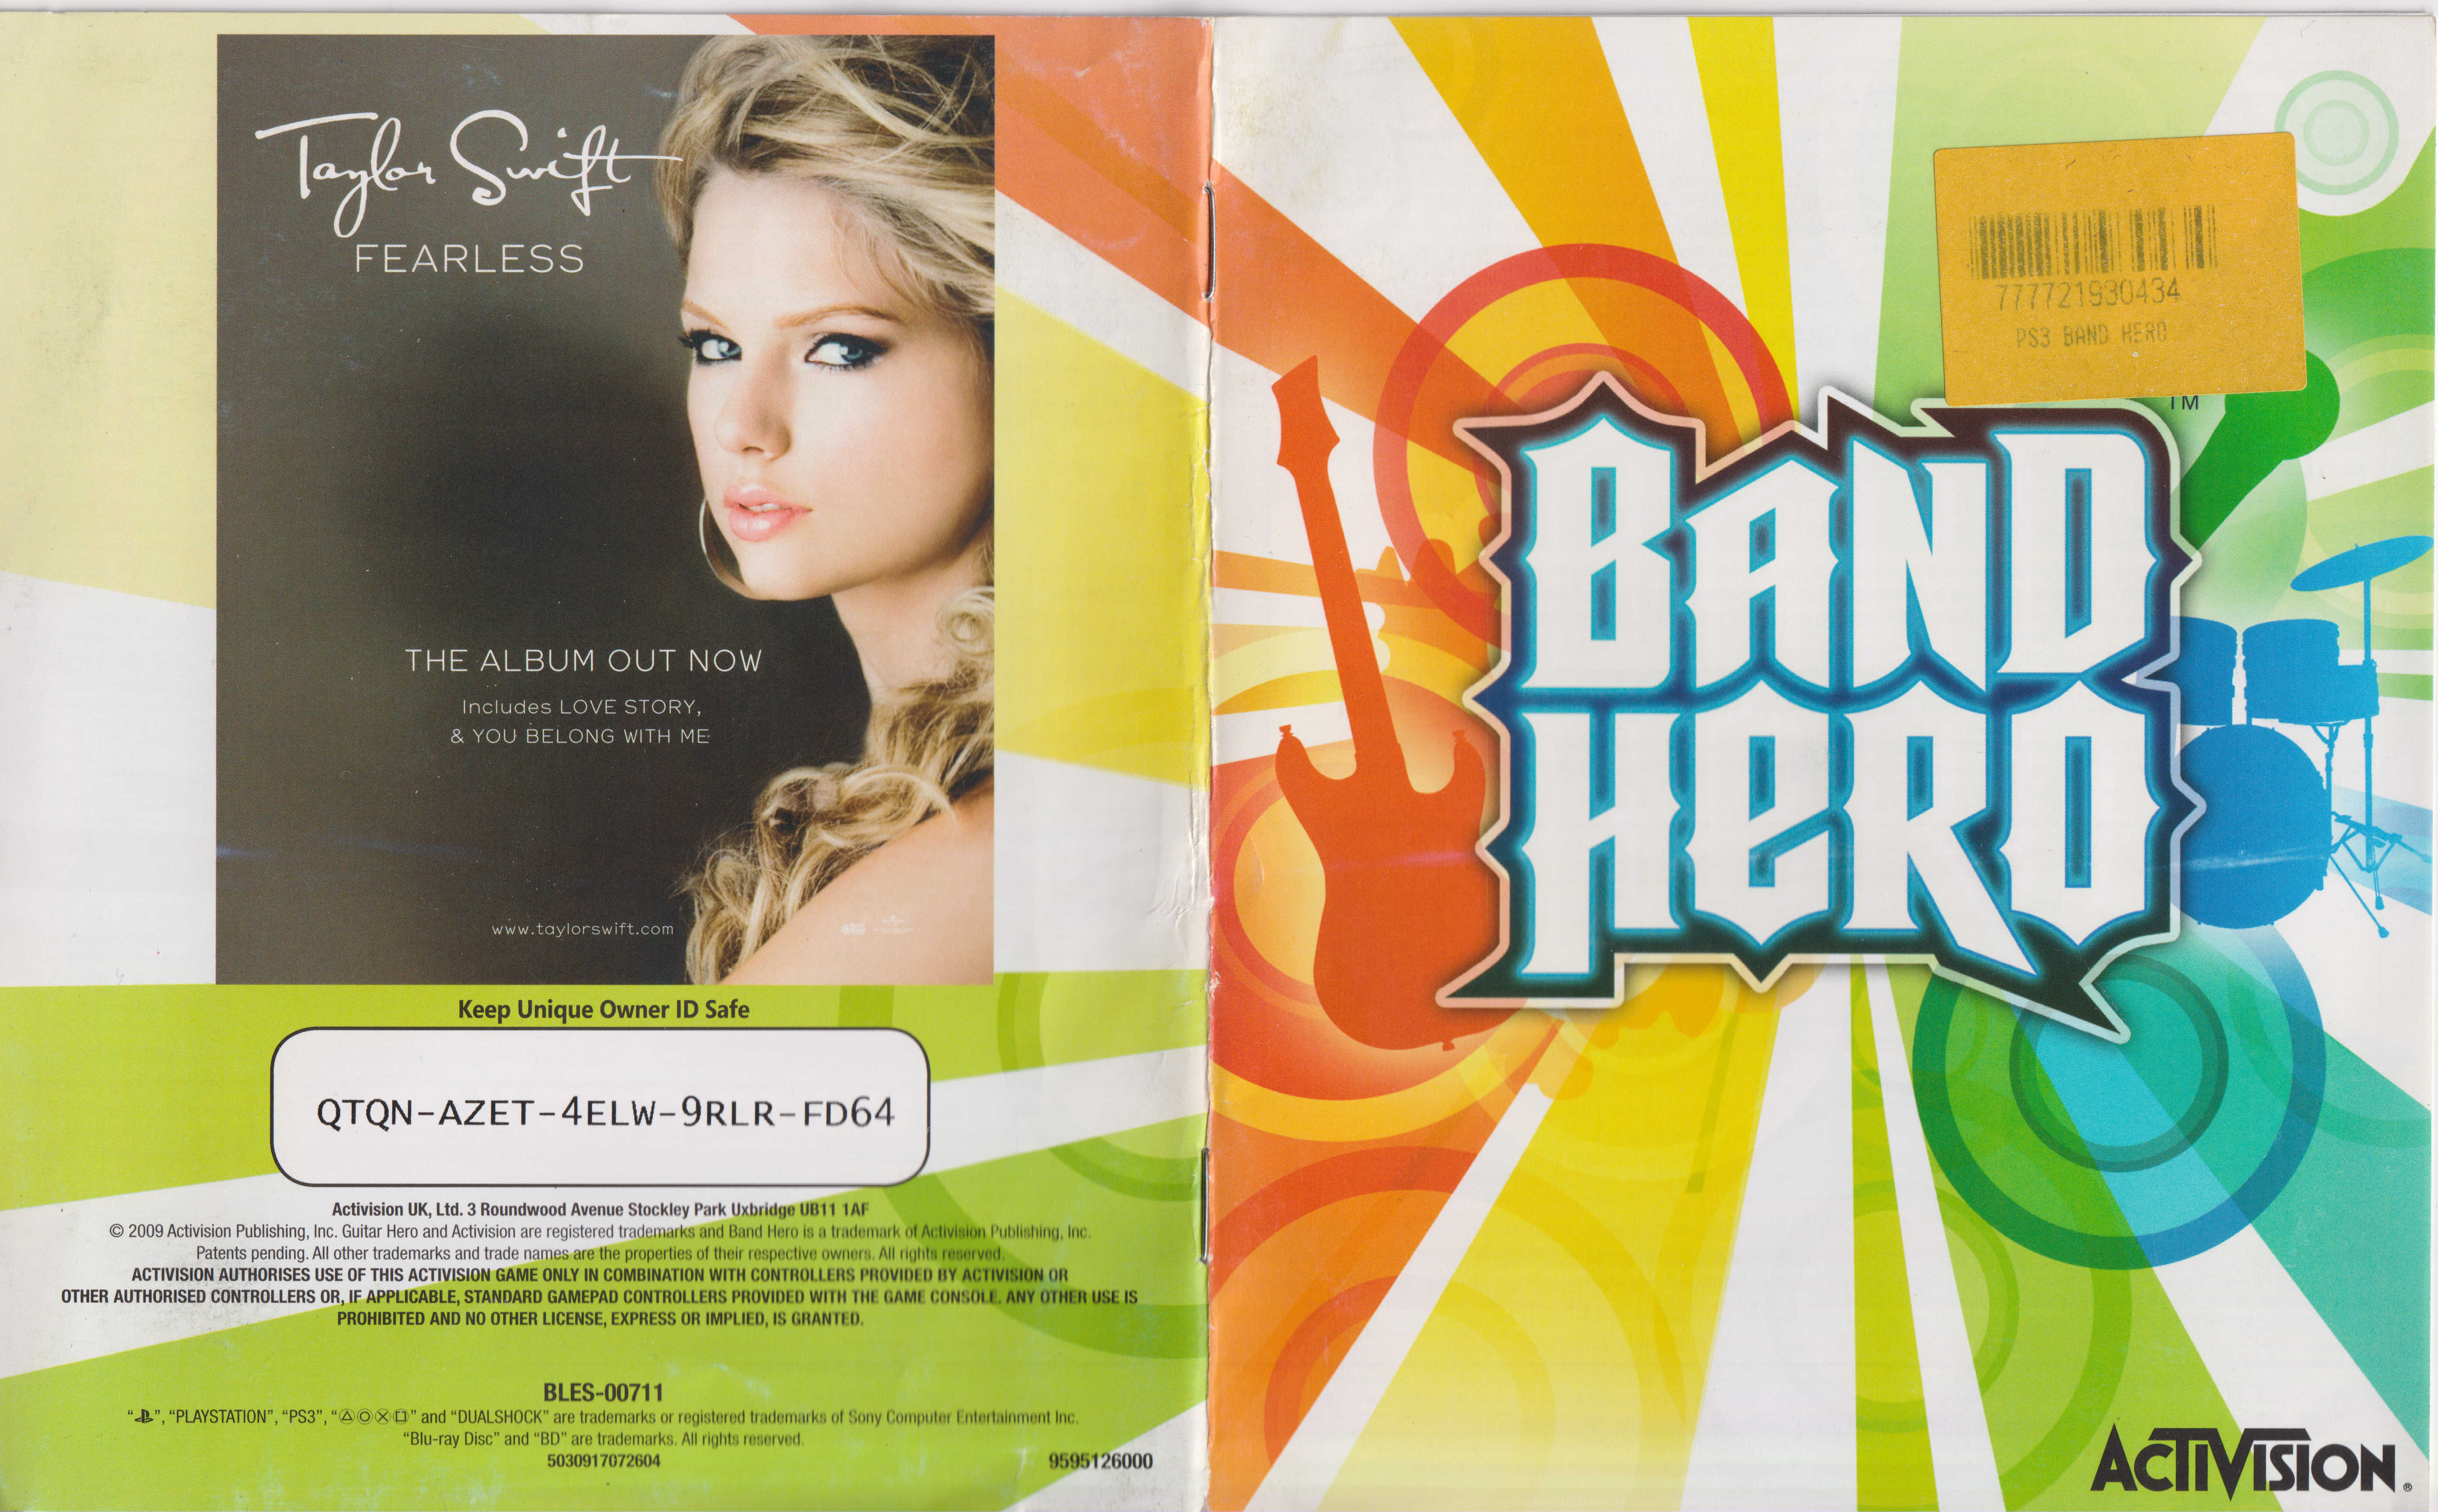 Taylor Swift
FEARLESS
THE ALBUM OUT NOW
Includes LOVE STORY,
& YOU BELONG WITH ME
www.taylorswift.com
Keep Unique Owner ID Safe
QTQN-AZET-4ELW-9RLR-FD64
Activision UK, Ltd. 3 Roundwood Avenue Stockley Park Uxbridge UB11 1AF
© 2009 Activision Publishing, Inc. Guitar Hero and Activision are registered trademarks and Band Hero is a trademark of Activision Publishing, Inc.
Patents pending. All other trademarks and trade names are the properties of their respective owners. All rights reserved.
ACTIVISION AUTHORISES USE OF THIS ACTIVISION GAME ONLY IN COMBINATION WITH CONTROLLERS PROVIDED BY ACTIVISION OR
OTHER AUTHORISED CONTROLLERS OR, IF APPLICABLE, STANDARD GAMEPAD CONTROLLERS PROVIDED WITH THE GAME CONSOLE. ANY OTHER USE IS
PROHIBITED AND NO OTHER LICENSE, EXPRESS OR IMPLIED, IS GRANTED.
BLES-00711
“PS”, “PLAYSTATION”, “PS3”, “△○✕□” and “DUALSHOCK” are trademarks or registered trademarks of Sony Computer Entertainment Inc.
“Blu-ray Disc” and “BD” are trademarks. All rights reserved.
5030917072604
9595126000
777721930434
PS3 BAND HERO
TM
BAND
HERO
ACTIVISION®